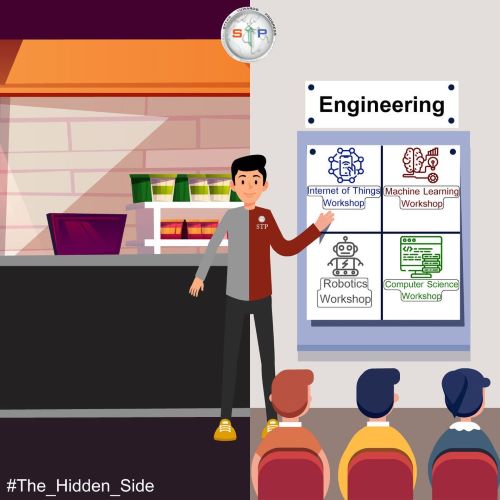 STP
Engineering
Internet of Things
Workshop
Machine Learning
Workshop
STP
Robotics
Workshop
Computer Science
Workshop
#The_Hidden_Side